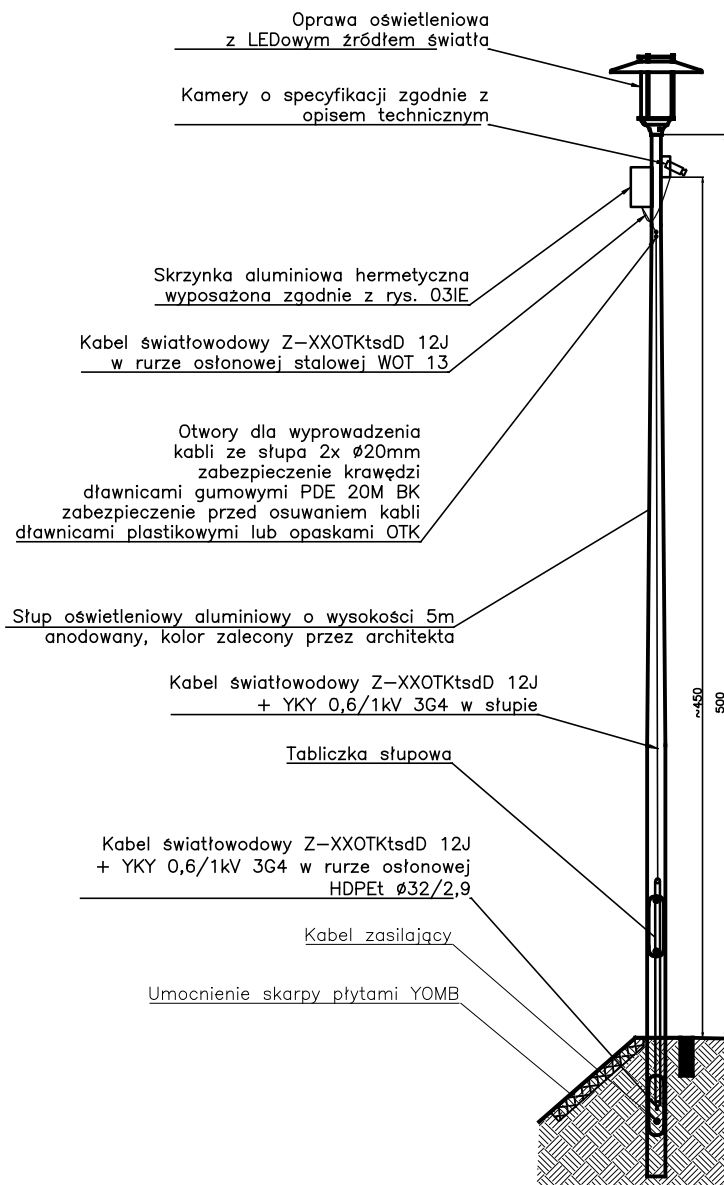 Oprawa oświetleniowa
z LEDowym źródłem światła
Kamery o specyfikacji zgodnie z
opisem technicznym
Skrzynka aluminiowa hermetyczna
wyposażona zgodnie z rys. 03IE
Kabel światłowodowy Z-XXOTKtsdD 12J
w rurze osłonowej stalowej WOT 13
Otwory dla wyprowadzenia
kabli ze słupa 2x ø20mm
zabezpieczenie krawędzi
dławnicami gumowymi PDE 20M BK
zabezpieczenie przed osuwaniem kabli
dławnicami plastikowymi lub opaskami OTK
Słup oświetleniowy aluminiowy o wysokości 5m
anodowany, kolor zalecony przez architekta
Kabel światłowodowy Z-XXOTKtsdD 12J
+ YKY 0,6/1kV 3G4 w słupie
~450
500
Tabliczka słupowa
Kabel światłowodowy Z-XXOTKtsdD 12J
+ YKY 0,6/1kV 3G4 w rurze osłonowej
HDPEt ø32/2,9
Kabel zasilający
Umocnienie skarpy płytami YOMB